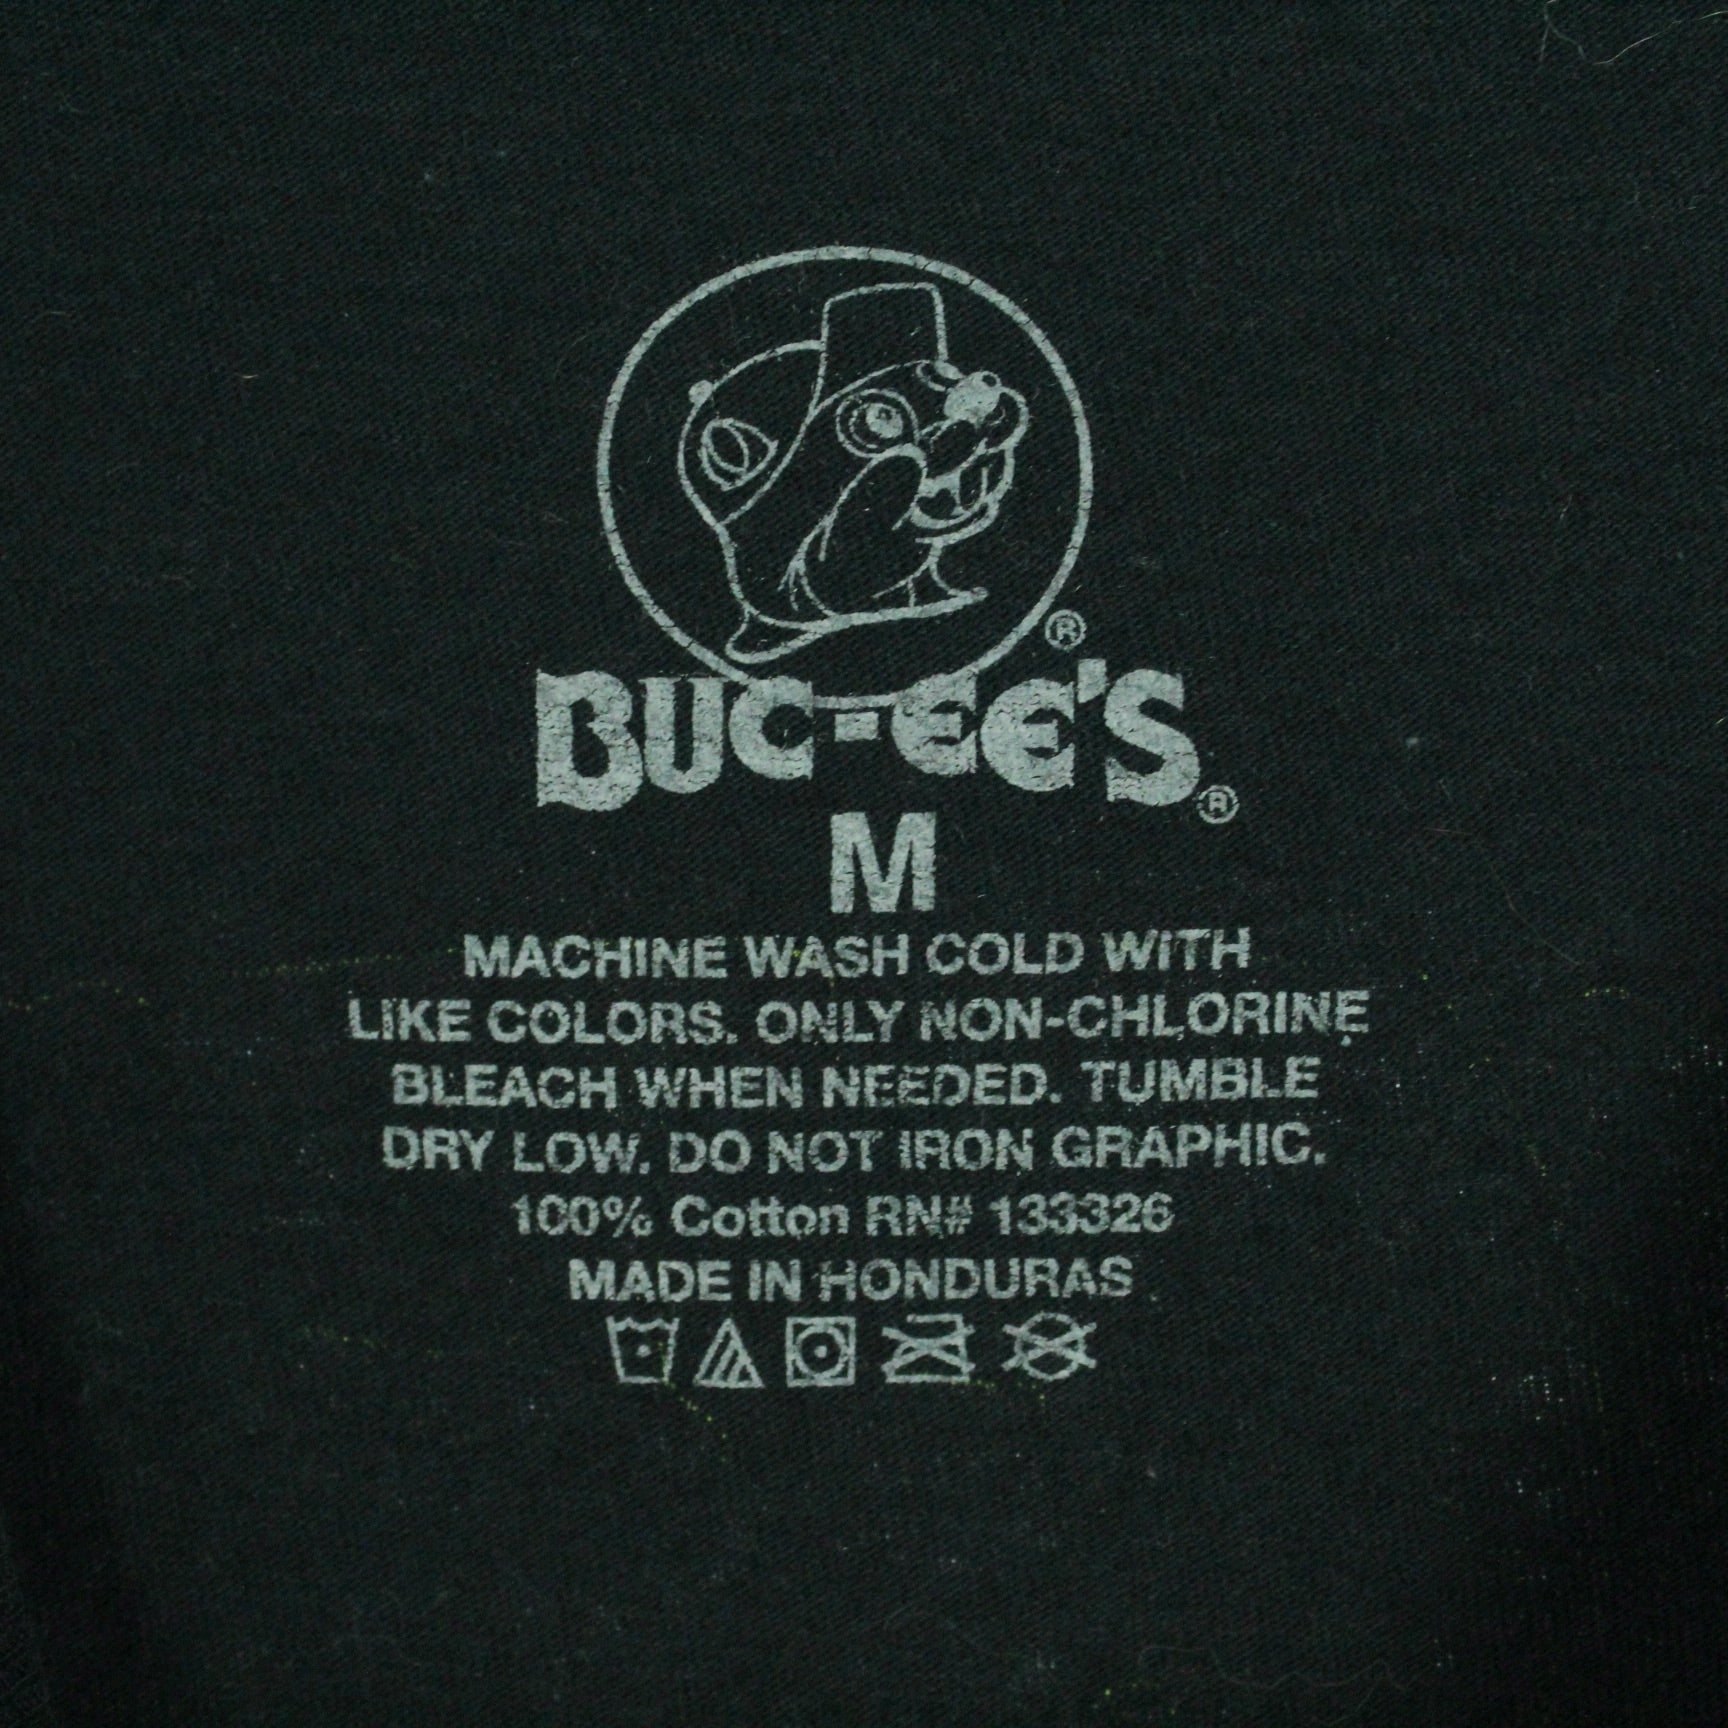 ®
BUC-EE'S®
M
MACHINE WASH COLD WITH
LIKE COLORS. ONLY NON-CHLORINE
BLEACH WHEN NEEDED. TUMBLE
DRY LOW. DO NOT IRON GRAPHIC.
100% Cotton RN# 133326
MADE IN HONDURAS